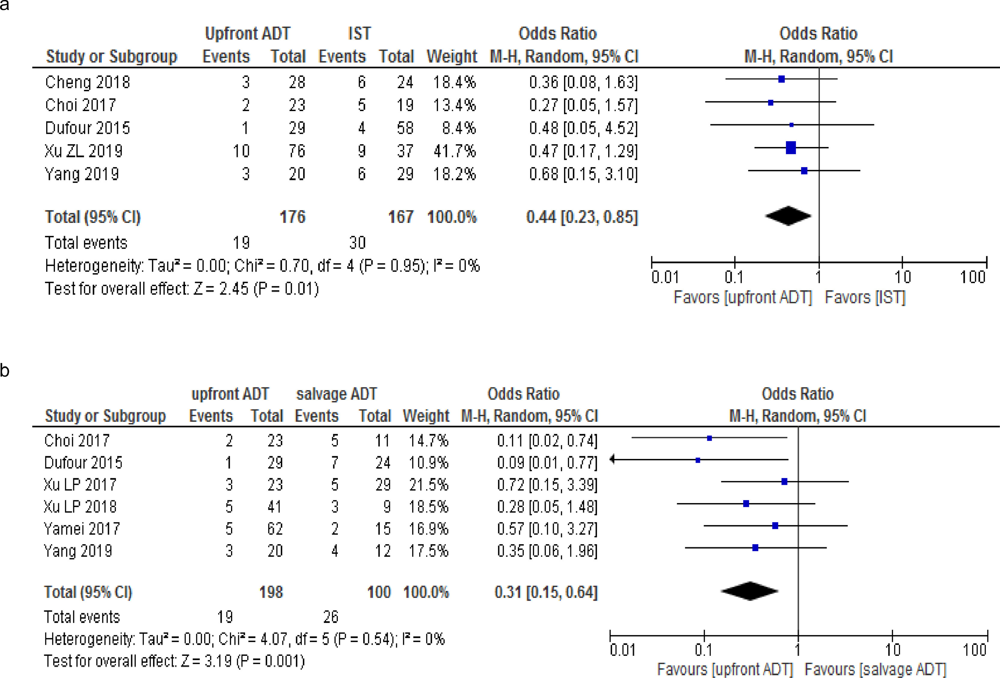 a
Upfront ADT IST Odds Ratio Odds Ratio
Study or Subgroup Events Total Events Total Weight M-H, Random, 95% CI M-H, Random, 95% CI
Cheng 2018 3 28 6 24 18.4% 0.36 [0.08, 1.63]
Choi 2017 2 23 5 19 13.4% 0.27 [0.05, 1.57]
Dufour 2015 1 29 4 58 8.4% 0.48 [0.05, 4.52]
Xu ZL 2019 10 76 9 37 41.7% 0.47 [0.17, 1.29]
Yang 2019 3 20 6 29 18.2% 0.68 [0.15, 3.10]
Total (95% CI) 176 167 100.0% 0.44 [0.23, 0.85]
Total events 19 30
Heterogeneity: Tau² = 0.00; Chi² = 0.70, df = 4 (P = 0.95); I² = 0%
Test for overall effect: Z = 2.45 (P = 0.01)
0.01 0.1 1 10 100
Favors [upfront ADT] Favors [IST]
b
upfront ADT salvage ADT Odds Ratio Odds Ratio
Study or Subgroup Events Total Events Total Weight M-H, Random, 95% CI M-H, Random, 95% CI
Choi 2017 2 23 5 11 14.7% 0.11 [0.02, 0.74]
Dufour 2015 1 29 7 24 10.9% 0.09 [0.01, 0.77]
Xu LP 2017 3 23 5 29 21.5% 0.72 [0.15, 3.39]
Xu LP 2018 5 41 3 9 18.5% 0.28 [0.05, 1.48]
Yamei 2017 5 62 2 15 16.9% 0.57 [0.10, 3.27]
Yang 2019 3 20 4 12 17.5% 0.35 [0.06, 1.96]
Total (95% CI) 198 100 100.0% 0.31 [0.15, 0.64]
Total events 19 26
Heterogeneity: Tau² = 0.00; Chi² = 4.07, df = 5 (P = 0.54); I² = 0%
Test for overall effect: Z = 3.19 (P = 0.001)
0.01 0.1 1 10 100
Favours [upfront ADT] Favours [salvage ADT]